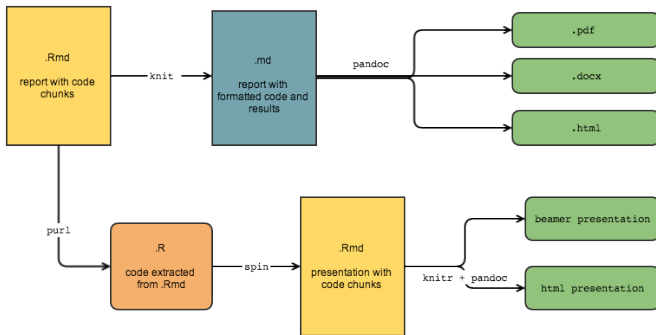 .Rmd
report with code
chunks
knit
.md
report with
formatted code and
results
pandoc
.pdf
.docx
.html
purl
.R
code extracted
from .Rmd
spin
.Rmd
presentation with
code chunks
knitr + pandoc
beamer presentation
html presentation